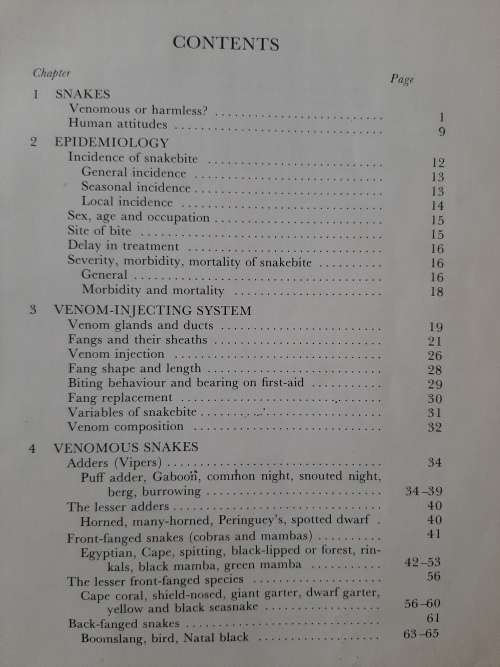 CONTENTS
Chapter Page
1 SNAKES
Venomous or harmless? . . . . . . . . . . . . . . . . . . . . . . . . . . 1
Human attitudes . . . . . . . . . . . . . . . . . . . . . . . . . . . . . . . . 9
2 EPIDEMIOLOGY
Incidence of snakebite . . . . . . . . . . . . . . . . . . . . . . . . . . . 12
General incidence . . . . . . . . . . . . . . . . . . . . . . . . . . . . . 13
Seasonal incidence . . . . . . . . . . . . . . . . . . . . . . . . . . . . . 13
Local incidence . . . . . . . . . . . . . . . . . . . . . . . . . . . . . . . 14
Sex, age and occupation . . . . . . . . . . . . . . . . . . . . . . . . . . 15
Site of bite . . . . . . . . . . . . . . . . . . . . . . . . . . . . . . . . . . . . . 15
Delay in treatment . . . . . . . . . . . . . . . . . . . . . . . . . . . . . . 16
Severity, morbidity, mortality of snakebite . . . . . . . . . . 16
General . . . . . . . . . . . . . . . . . . . . . . . . . . . . . . . . . . . . . . 16
Morbidity and mortality . . . . . . . . . . . . . . . . . . . . . . . 18
3 VENOM-INJECTING SYSTEM
Venom glands and ducts . . . . . . . . . . . . . . . . . . . . . . . . . 19
Fangs and their sheaths . . . . . . . . . . . . . . . . . . . . . . . . . . 21
Venom injection . . . . . . . . . . . . . . . . . . . . . . . . . . . . . . . . 26
Fang shape and length . . . . . . . . . . . . . . . . . . . . . . . . . . . 28
Biting behaviour and bearing on first-aid . . . . . . . . . . . 29
Fang replacement . . . . . . . . . . . . . . . . . . . . . . . . . . . . . . . 30
Variables of snakebite . . . . . . . . . . . . . . . . . . . . . . . . . . . . 31
Venom composition . . . . . . . . . . . . . . . . . . . . . . . . . . . . . 32
4 VENOMOUS SNAKES
Adders (Vipers) . . . . . . . . . . . . . . . . . . . . . . . . . . . . . . . . . 34
Puff adder, Gaboon, common night, snouted night,
berg, burrowing . . . . . . . . . . . . . . . . . . . . . . . . . . . 34–39
The lesser adders . . . . . . . . . . . . . . . . . . . . . . . . . . . . . . . . 40
Horned, many-horned, Peringuey's, spotted dwarf . 40
Front-fanged snakes (cobras and mambas) . . . . . . . . . . 41
Egyptian, Cape, spitting, black-lipped or forest, rin-
kals, black mamba, green mamba . . . . . . . . . . . 42–53
The lesser front-fanged species . . . . . . . . . . . . . . . . . . . . 56
Cape coral, shield-nosed, giant garter, dwarf garter,
yellow and black seasnake . . . . . . . . . . . . . . . . . . 56–60
Back-fanged snakes . . . . . . . . . . . . . . . . . . . . . . . . . . . . . . 61
Boomslang, bird, Natal black . . . . . . . . . . . . . . . . . . . 63–65